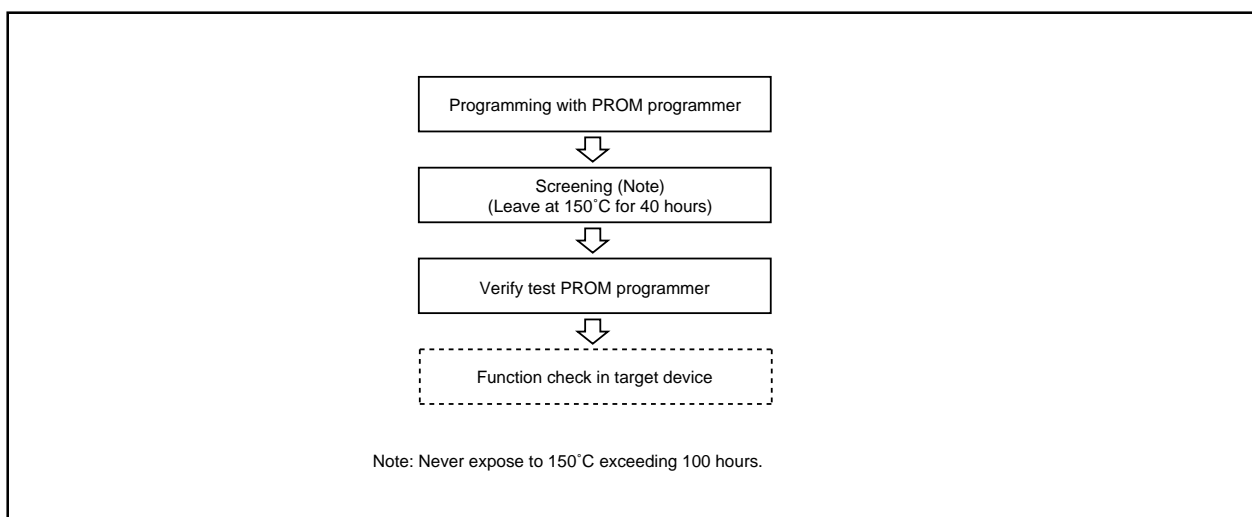 Programming with PROM programmer
Screening (Note)
(Leave at 150˚C for 40 hours)
Verify test PROM programmer
Function check in target device
Note: Never expose to 150˚C exceeding 100 hours.